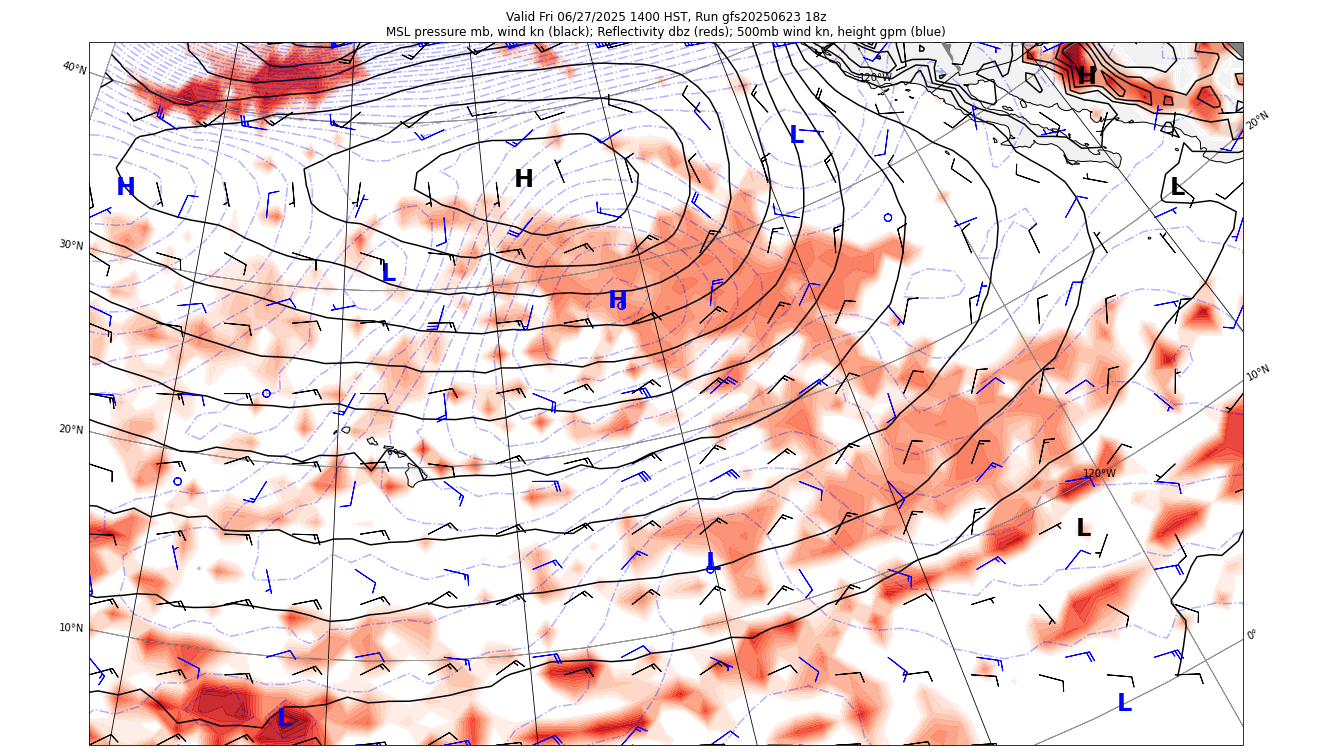 Valid Fri 06/27/2025 1400 HST, Run gfs20250623 18z
MSL pressure mb, wind kn (black); Reflectivity dbz (reds); 500mb wind kn, height gpm (blue)
40°N
120°W
H
20°N
L
H
H
L
30°N
L
H
10°N
20°N
120°W
L
L
10°N
0°
L
L